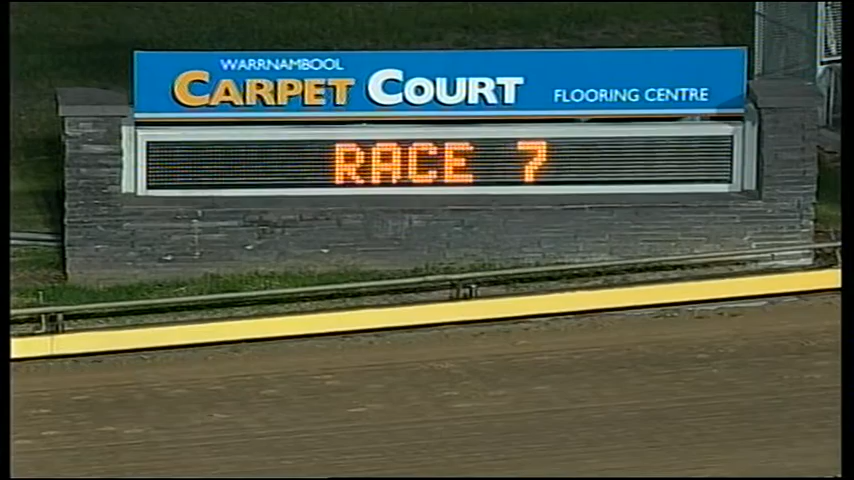 WARRNAMBOOL
CARPET COURT FLOORING CENTRE
RACE 7